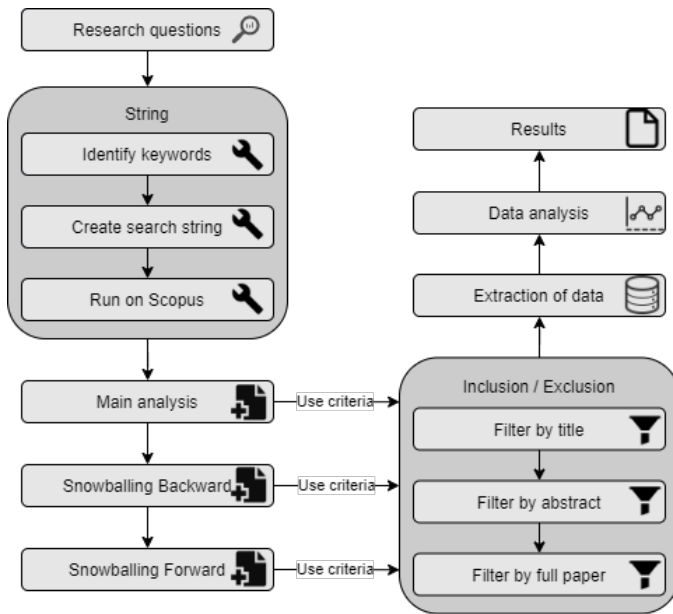 Research questions
String
Identify keywords
Create search string
Run on Scopus
Main analysis
Use criteria
Snowballing Backward
Use criteria
Snowballing Forward
Use criteria
Results
Data analysis
Extraction of data
Inclusion / Exclusion
Filter by title
Filter by abstract
Filter by full paper